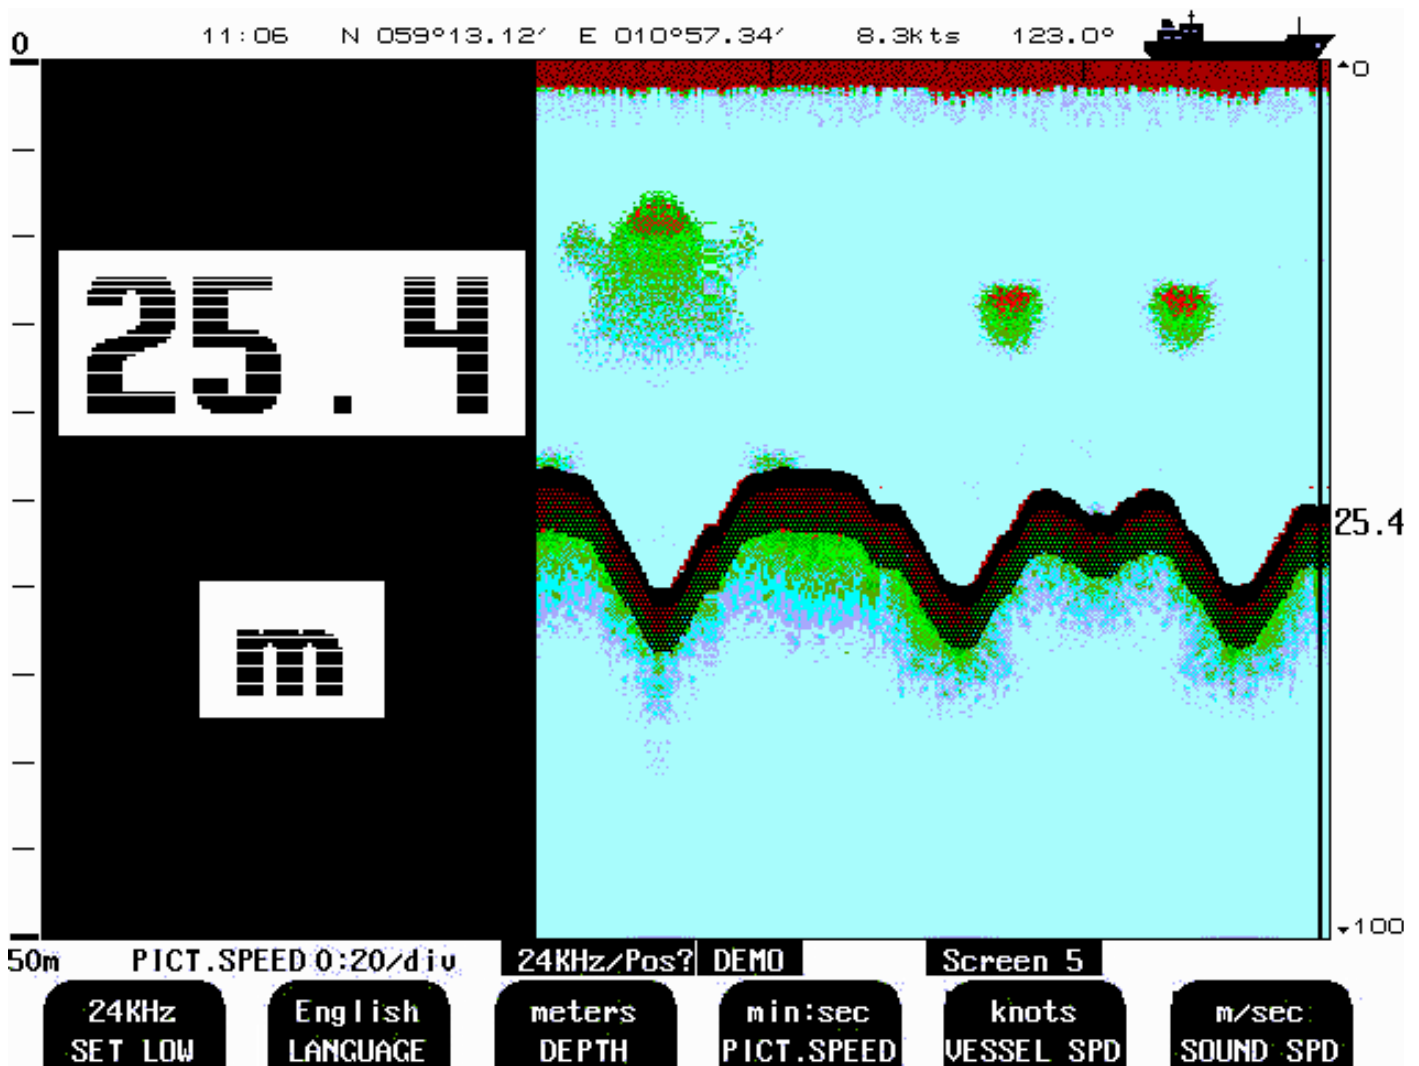 11:06 N 059°13.12′ E 010°57.34′ 8.3kts 123.0°
0
0
25.4
25.4
m
100
50m PICT.SPEED 0:20/div 24KHz/Pos? DEMO Screen 5
24KHz English meters min:sec knots m/sec
SET LOW LANGUAGE DEPTH PICT.SPEED VESSEL SPD SOUND SPD